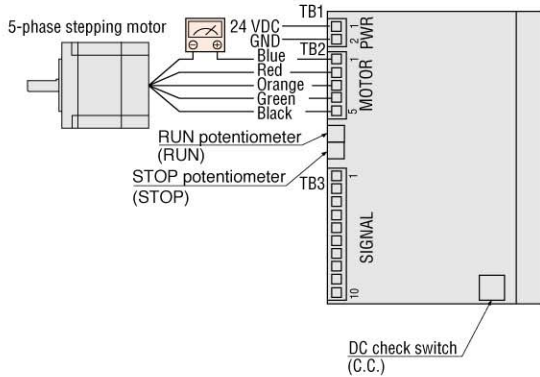 TB1
5-phase stepping motor
24 VDC
1
GND
2
PWR
TB2
Blue
1
Red
Orange
MOTOR
Green
Black
5
RUN potentiometer
(RUN)
STOP potentiometer
(STOP)
TB3
1
SIGNAL
10
DC check switch
(C.C.)